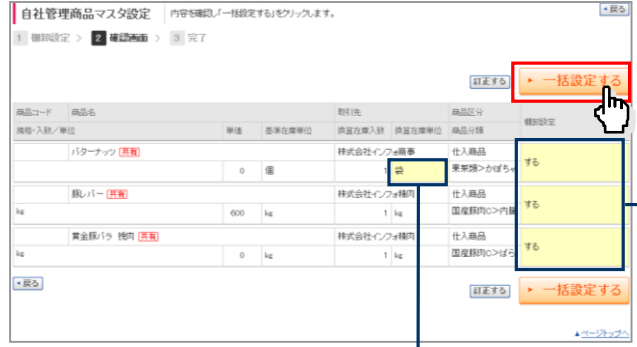 自社管理商品マスタ設定 内容を確認し「一括設定する」をクリックします。 戻る
1 棚卸設定 > 2 確認画面 > 3 完了
訂正する 一括設定する
商品コード 商品名 取引先 商品区分 棚卸設定
規格・入数/単位 単価 基準在庫単位 換算在庫入数 換算在庫単位 商品分類
バターナッツ 共有 株式会社インフォ商事 仕入商品 する
0 個 1 袋 果菜類>かぼちゃ
豚レバー 共有 株式会社インフォ精肉 仕入商品 する
kg 600 kg 1 kg 国産豚肉C>内臓
黄金豚バラ 挽肉 共有 株式会社インフォ精肉 仕入商品 する
kg 0 kg 1 kg 国産豚肉C>ばら
戻る 訂正する 一括設定する
▲ページトップへ